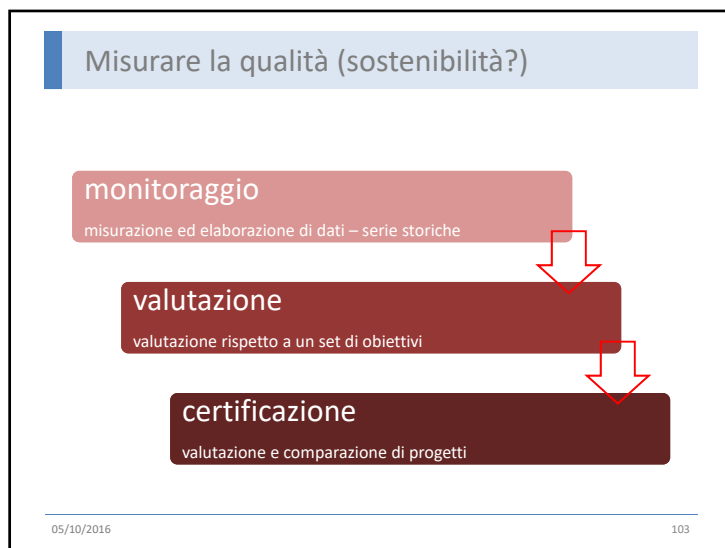 Misurare la qualità (sostenibilità?)
monitoraggio
misurazione ed elaborazione di dati – serie storiche
valutazione
valutazione rispetto a un set di obiettivi
certificazione
valutazione e comparazione di progetti
05/10/2016
103